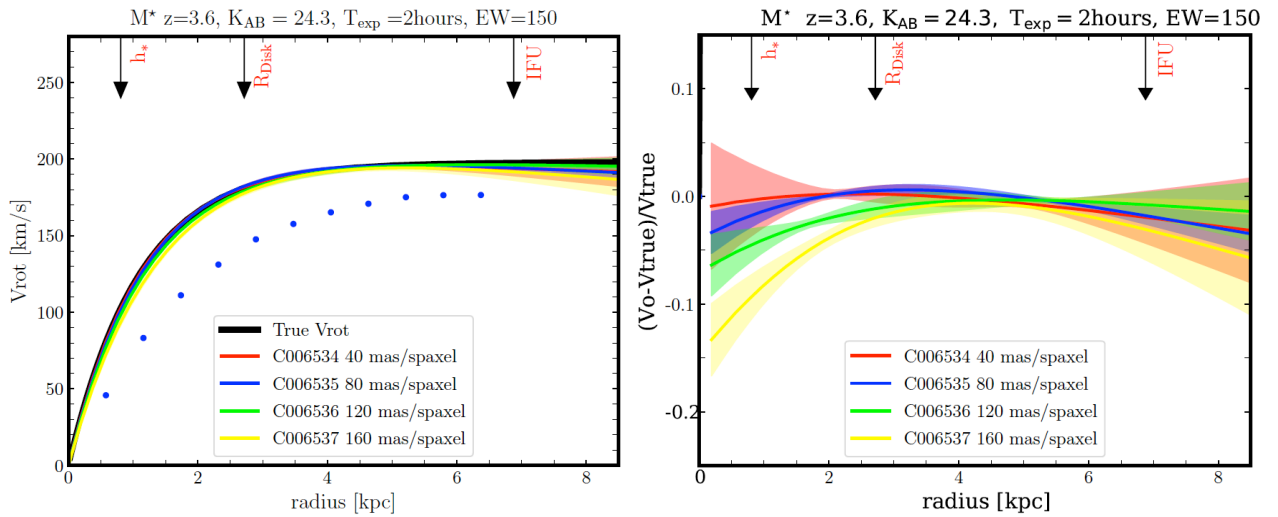 M⋆ z=3.6, K_AB = 24.3, T_exp =2hours, EW=150
250
200
150
100
50
0
Vrot [km/s]
h*
R_Disk
IFU
True Vrot
C006534 40 mas/spaxel
C006535 80 mas/spaxel
C006536 120 mas/spaxel
C006537 160 mas/spaxel
0 2 4 6 8
radius [kpc]
M⋆ z=3.6, K_AB = 24.3, T_exp = 2hours, EW=150
0.1
0.0
-0.1
-0.2
(Vo-Vtrue)/Vtrue
h*
R_Disk
IFU
C006534 40 mas/spaxel
C006535 80 mas/spaxel
C006536 120 mas/spaxel
C006537 160 mas/spaxel
0 2 4 6 8
radius [kpc]